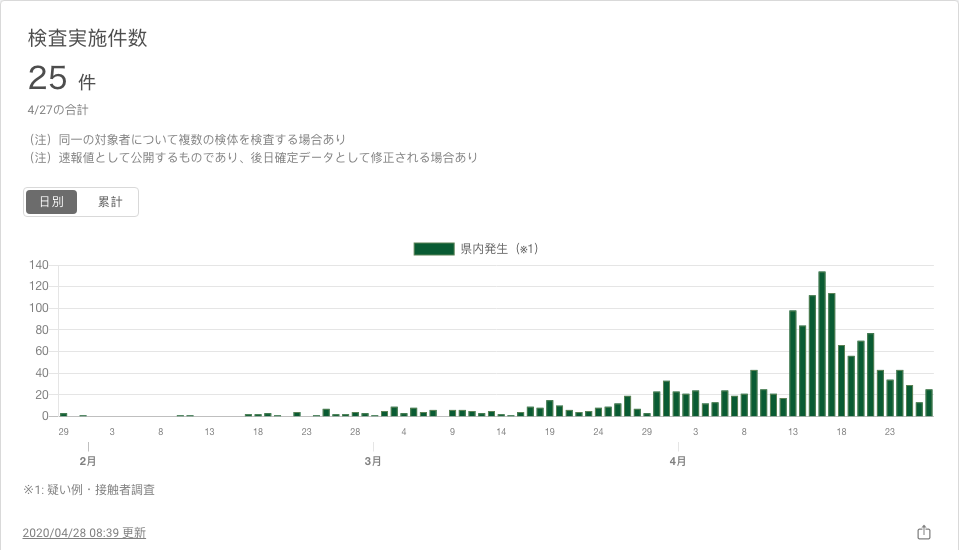 検査実施件数
25 件
4/27の合計
（注）同一の対象者について複数の検体を検査する場合あり
（注）速報値として公開するものであり、後日確定データとして修正される場合あり
日別 累計
県内発生（※1）
140
120
100
80
60
40
20
0
29 3 8 13 18 23 28 4 9 14 19 24 29 3 8 13 18 23
2月 3月 4月
※1: 疑い例・接触者調査
2020/04/28 08:39 更新